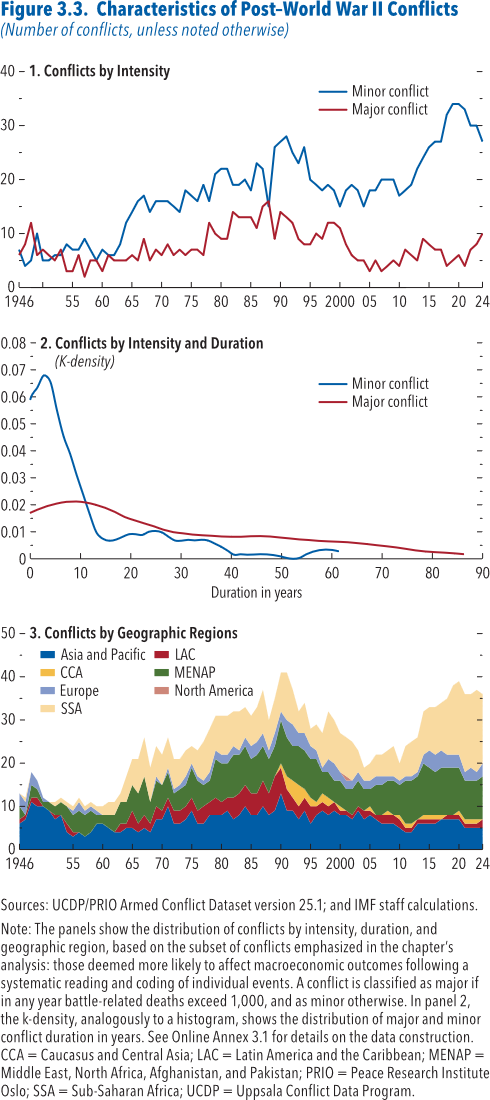 Figure 3.3. Characteristics of Post–World War II Conflicts
(Number of conflicts, unless noted otherwise)
40
1. Conflicts by Intensity
Minor conflict
Major conflict
30
20
10
0
1946 55 60 65 70 75 80 85 90 95 2000 05 10 15 20 24
0.08
2. Conflicts by Intensity and Duration
(K-density)
0.07
Minor conflict
Major conflict
0.06
0.05
0.04
0.03
0.02
0.01
0
0 10 20 30 40 50 60 70 80 90
Duration in years
50
3. Conflicts by Geographic Regions
Asia and Pacific LAC
CCA MENAP
Europe North America
SSA
40
30
20
10
0
1946 55 60 65 70 75 80 85 90 95 2000 05 10 15 20 24
Sources: UCDP/PRIO Armed Conflict Dataset version 25.1; and IMF staff calculations.
Note: The panels show the distribution of conflicts by intensity, duration, and
geographic region, based on the subset of conflicts emphasized in the chapter's
analysis: those deemed more likely to affect macroeconomic outcomes following a
systematic reading and coding of individual events. A conflict is classified as major if
in any year battle-related deaths exceed 1,000, and as minor otherwise. In panel 2,
the k-density, analogously to a histogram, shows the distribution of major and minor
conflict duration in years. See Online Annex 3.1 for details on the data construction.
CCA = Caucasus and Central Asia; LAC = Latin America and the Caribbean; MENAP =
Middle East, North Africa, Afghanistan, and Pakistan; PRIO = Peace Research Institute
Oslo; SSA = Sub-Saharan Africa; UCDP = Uppsala Conflict Data Program.